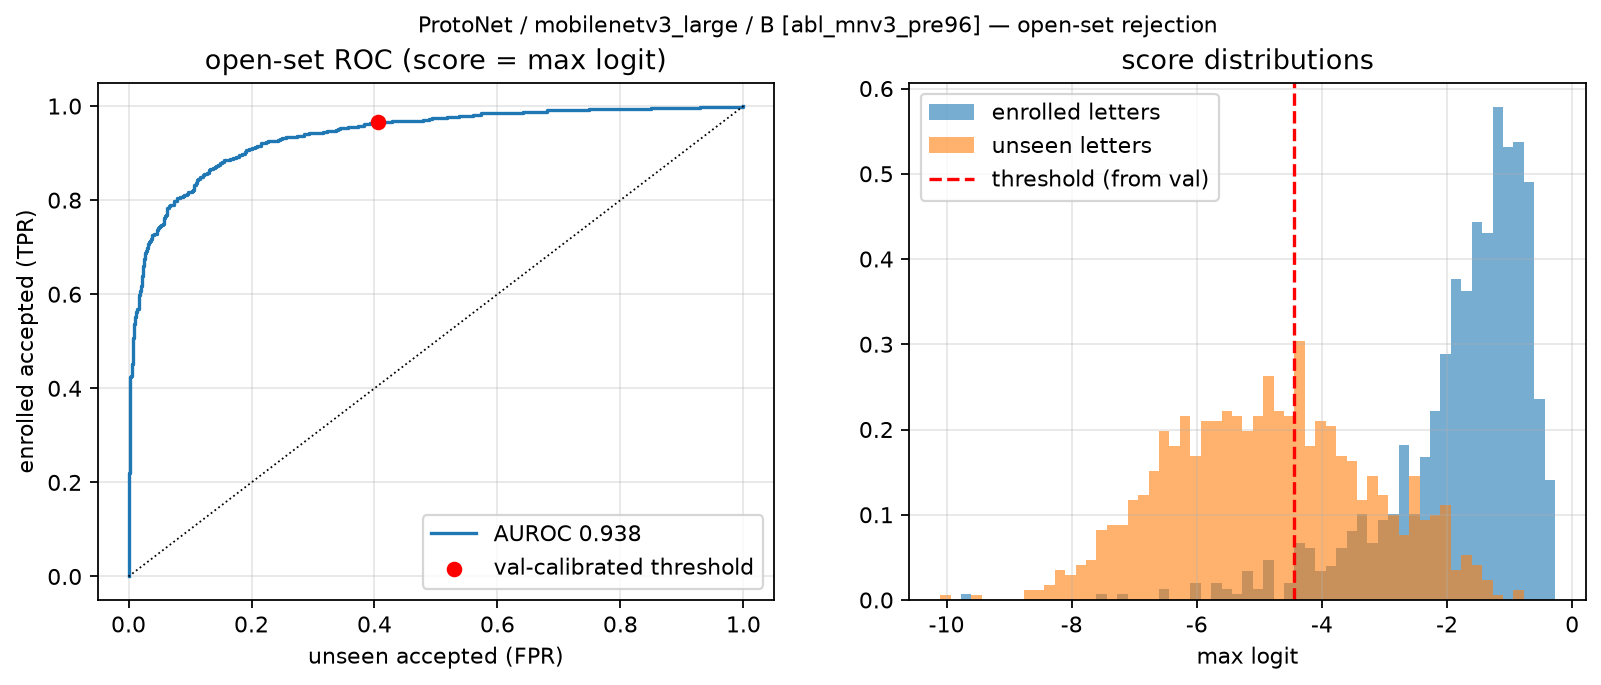 ProtoNet / mobilenetv3_large / B [abl_mnv3_pre96] — open-set rejection
open-set ROC (score = max logit)
enrolled accepted (TPR)
1.0
0.8
0.6
0.4
0.2
0.0
AUROC 0.938
val-calibrated threshold
0.0 0.2 0.4 0.6 0.8 1.0
unseen accepted (FPR)
score distributions
0.6
0.5
0.4
0.3
0.2
0.1
0.0
enrolled letters
unseen letters
threshold (from val)
-10 -8 -6 -4 -2 0
max logit